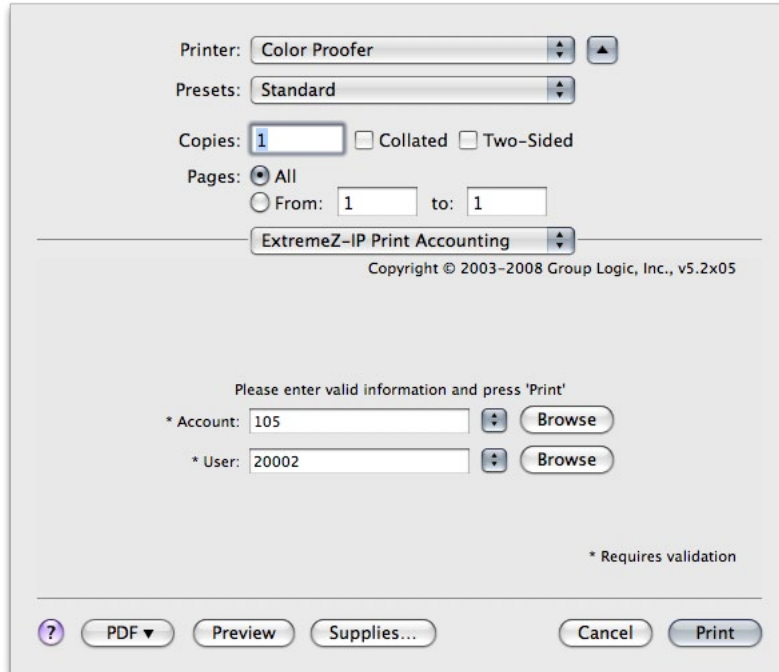 Printer: Color Proofer
Presets: Standard
Copies: 1 Collated Two-Sided
Pages: All
From: 1 to: 1
ExtremeZ-IP Print Accounting
Copyright © 2003-2008 Group Logic, Inc., v5.2x05
Please enter valid information and press 'Print'
* Account: 105 Browse
* User: 20002 Browse
* Requires validation
? PDF▼ Preview Supplies... Cancel Print